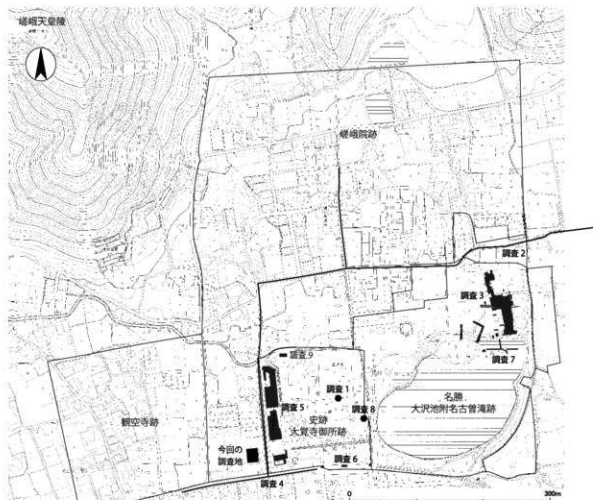 嵯峨天皇陵
嵯峨院跡
調査 2
調査 3
調査 7
調査 9
調査 1
調査 5
調査 8
史跡
大覚寺御所跡
名勝
大沢池附名古曽滝跡
観空寺跡
今回の
調査地
調査 6
調査 4
0
300m